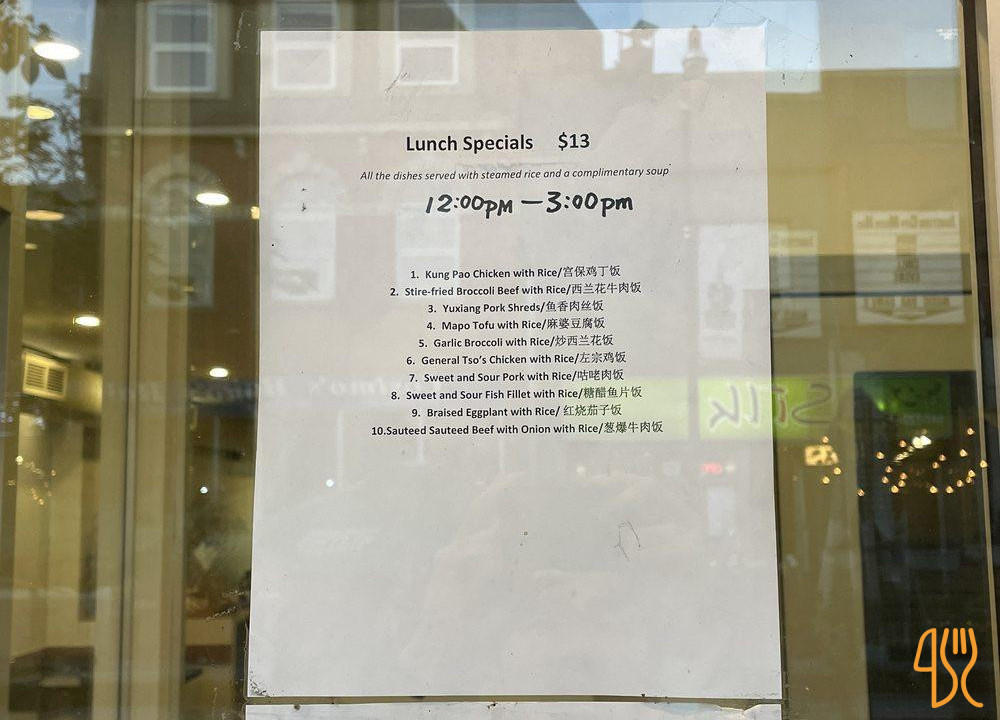 Lunch Specials $13
All the dishes served with steamed rice and a complimentary soup
12:00pm — 3:00pm
1. Kung Pao Chicken with Rice/宫保鸡丁饭
2. Stire-fried Broccoli Beef with Rice/西兰花牛肉饭
3. Yuxiang Pork Shreds/鱼香肉丝饭
4. Mapo Tofu with Rice/麻婆豆腐饭
5. Garlic Broccoli with Rice/炒西兰花饭
6. General Tso's Chicken with Rice/左宗鸡饭
7. Sweet and Sour Pork with Rice/咕咾肉饭
8. Sweet and Sour Fish Fillet with Rice/糖醋鱼片饭
9. Braised Eggplant with Rice/ 红烧茄子饭
10.Sauteed Sauteed Beef with Onion with Rice/葱爆牛肉饭
Silk